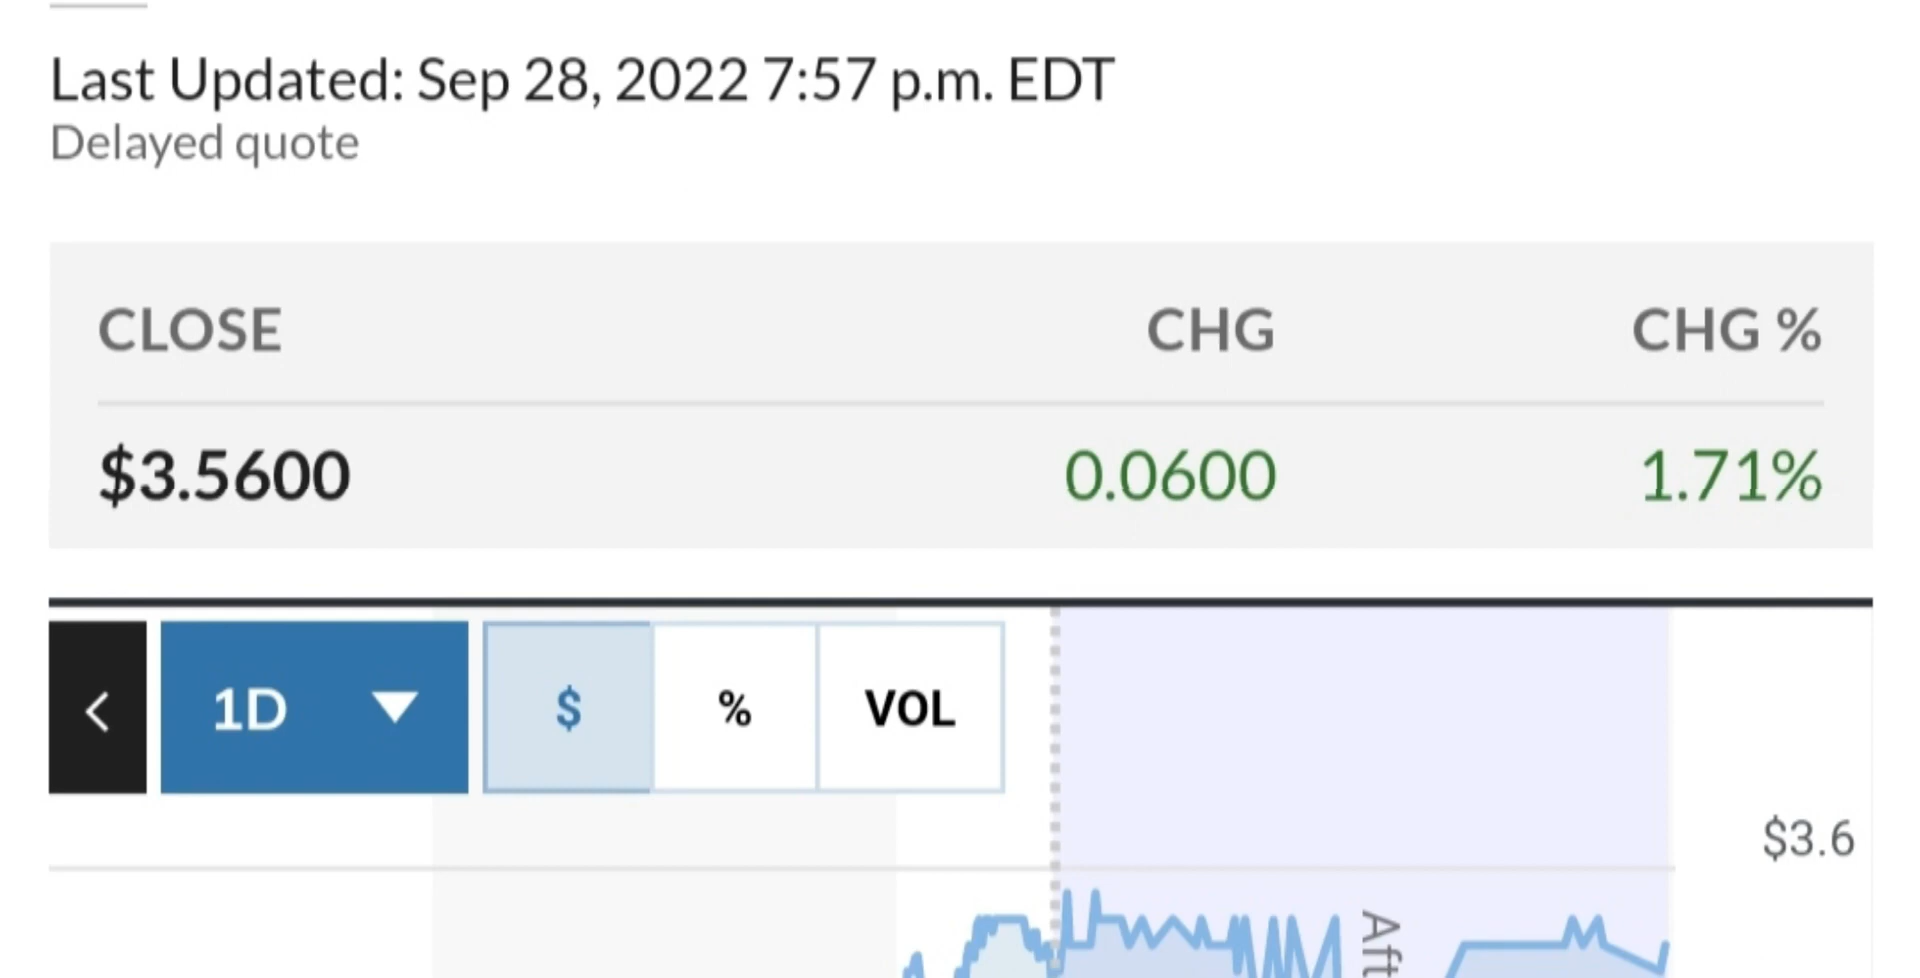 Last Updated: Sep 28, 2022 7:57 p.m. EDT
Delayed quote
CLOSE CHG CHG %
$3.5600 0.0600 1.71%
1D $ % VOL
$3.6
Aft